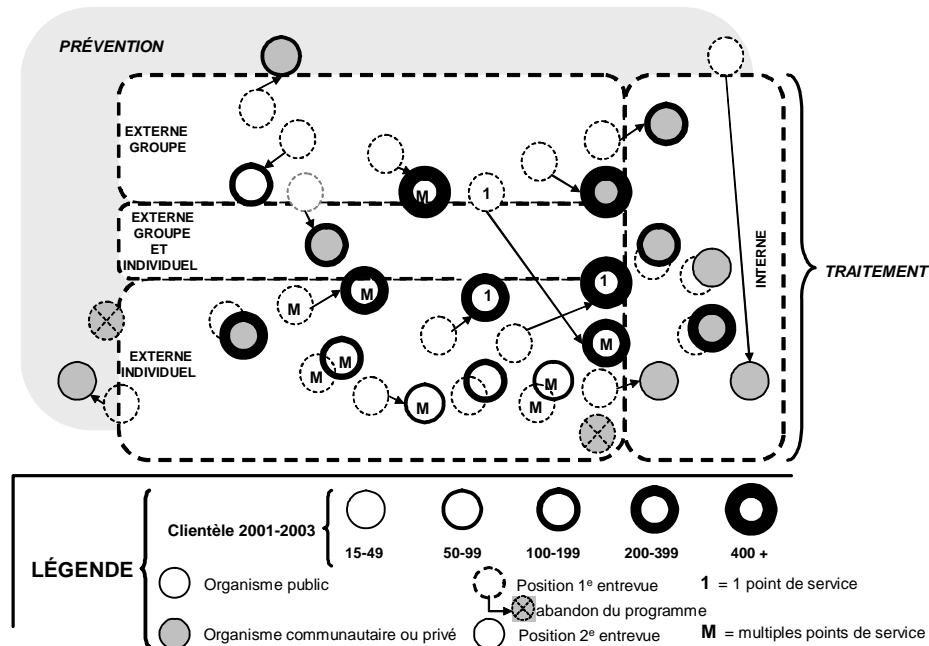 PRÉVENTION
EXTERNE
GROUPE
1
M
EXTERNE
GROUPE
ET
INDIVIDUEL
INTERNE
TRAITEMENT
M
M
1
1
EXTERNE
INDIVIDUEL
M
M
M
M
M
M
Clientèle 2001-2003
15-49
50-99
100-199
200-399
400 +
LÉGENDE
Organisme public
Position 1e entrevue
1 = 1 point de service
abandon du programme
Organisme communautaire ou privé
Position 2e entrevue
M = multiples points de service